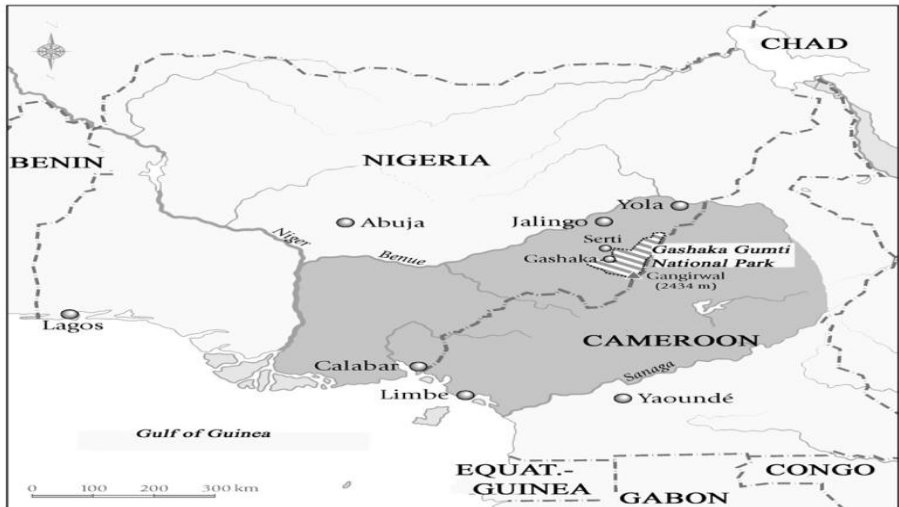 CHAD
BENIN
NIGERIA
Yola
Abuja
Jalingo
Serti
Niger
Benue
Gashaka
Gashaka Gumti
National Park
Gangirwal
(2434 m)
Lagos
CAMEROON
Calabar
Sanaga
Limbe
Yaoundé
Gulf of Guinea
EQUAT.-
GUINEA
GABON
CONGO
0 100 200 300 km